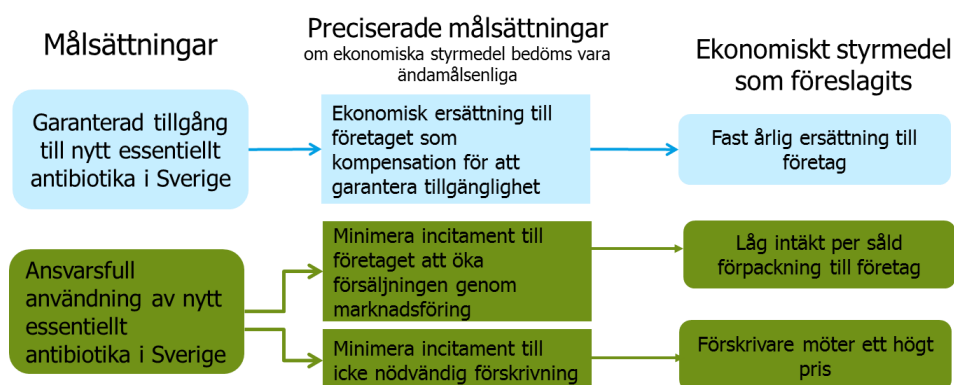 Målsättningar
Preciserade målsättningar
om ekonomiska styrmedel bedöms vara
ändamålsenliga
Ekonomiskt styrmedel
som föreslagits
Garanterad tillgång
till nytt essentiellt
antibiotika i Sverige
Ekonomisk ersättning till
företaget som
kompensation för att
garantera tillgänglighet
Fast årlig ersättning till
företag
Ansvarsfull
användning av nytt
essentiellt
antibiotika i Sverige
Minimera incitament till
företaget att öka
försäljningen genom
marknadsföring
Låg intäkt per såld
förpackning till företag
Minimera incitament till
icke nödvändig förskrivning
Förskrivare möter ett högt
pris